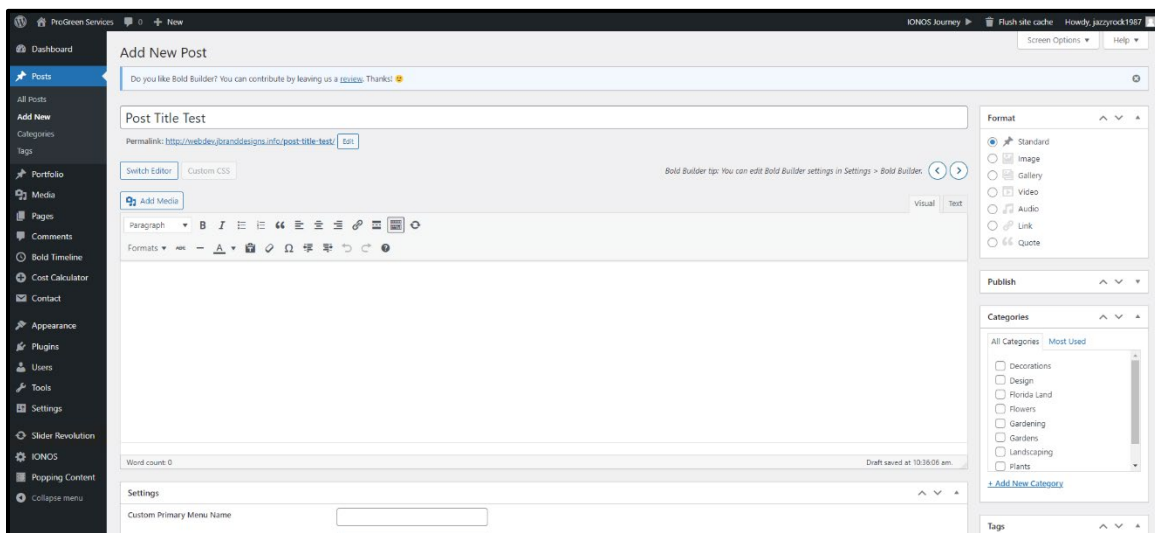 ProGreen Services 0 + New IONOS Journey Flush site cache Howdy, jazzyrock1987
Dashboard
Posts
All Posts
Add New
Categories
Tags
Portfolio
Media
Pages
Comments
Bold Timeline
Cost Calculator
Contact
Appearance
Plugins
Users
Tools
Settings
Slider Revolution
IONOS
Popping Content
Collapse menu
Screen Options Help
Add New Post
Do you like Bold Builder? You can contribute by leaving us a review. Thanks! 🙂
Post Title Test
Permalink: http://webdev.jbranddesigns.info/post-title-test/ Edit
Switch Editor Custom CSS Bold Builder tip: You can edit Bold Builder settings in Settings > Bold Builder.
Add Media Visual Text
Paragraph B I
Formats ABC A Ω
Word count: 0 Draft saved at 10:36:06 am.
Settings
Custom Primary Menu Name
Format
Standard
Image
Gallery
Video
Audio
Link
Quote
Publish
Categories
All Categories Most Used
Decorations
Design
Florida Land
Flowers
Gardening
Gardens
Landscaping
Plants
+ Add New Category
Tags